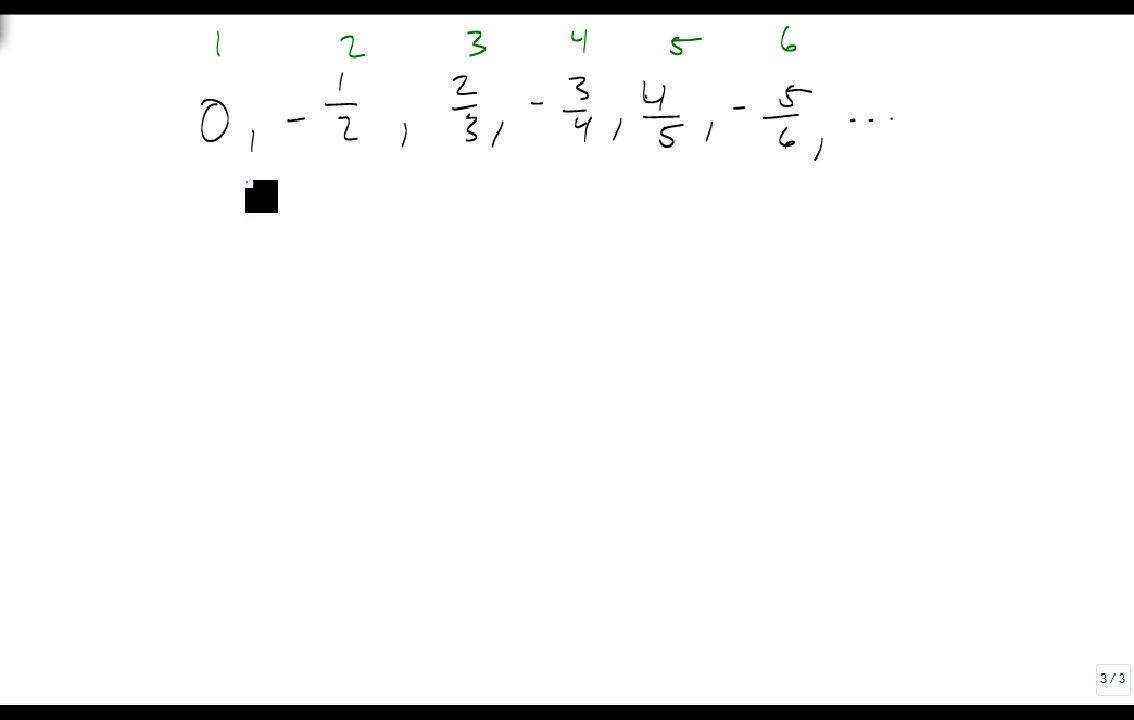 1 2 3 4 5 6
0, - 1/2, 2/3, - 3/4, 4/5, - 5/6, ...
3/3